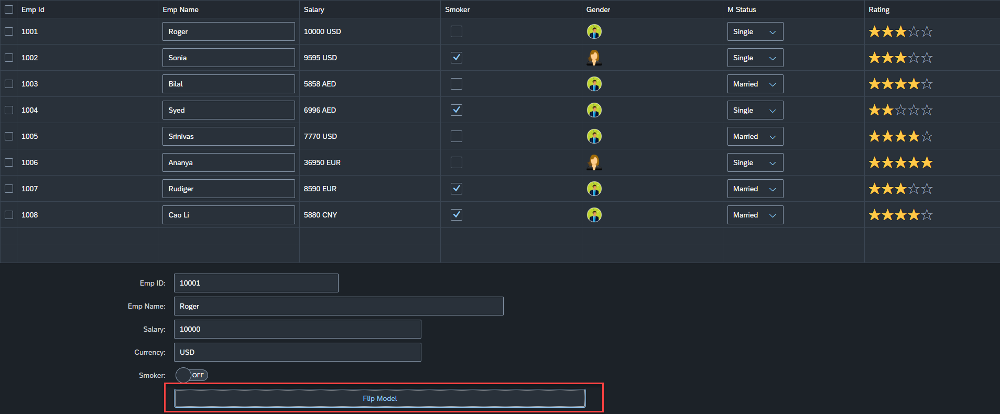 Emp Id Emp Name Salary Smoker Gender M Status Rating
1001 Roger 10000 USD Single
1002 Sonia 9595 USD Single
1003 Bilal 5858 AED Married
1004 Syed 6996 AED Single
1005 Srinivas 7770 USD Married
1006 Ananya 36950 EUR Single
1007 Rudiger 8590 EUR Married
1008 Cao Li 5880 CNY Married
Emp ID: 10001
Emp Name: Roger
Salary: 10000
Currency: USD
Smoker: OFF
Flip Model